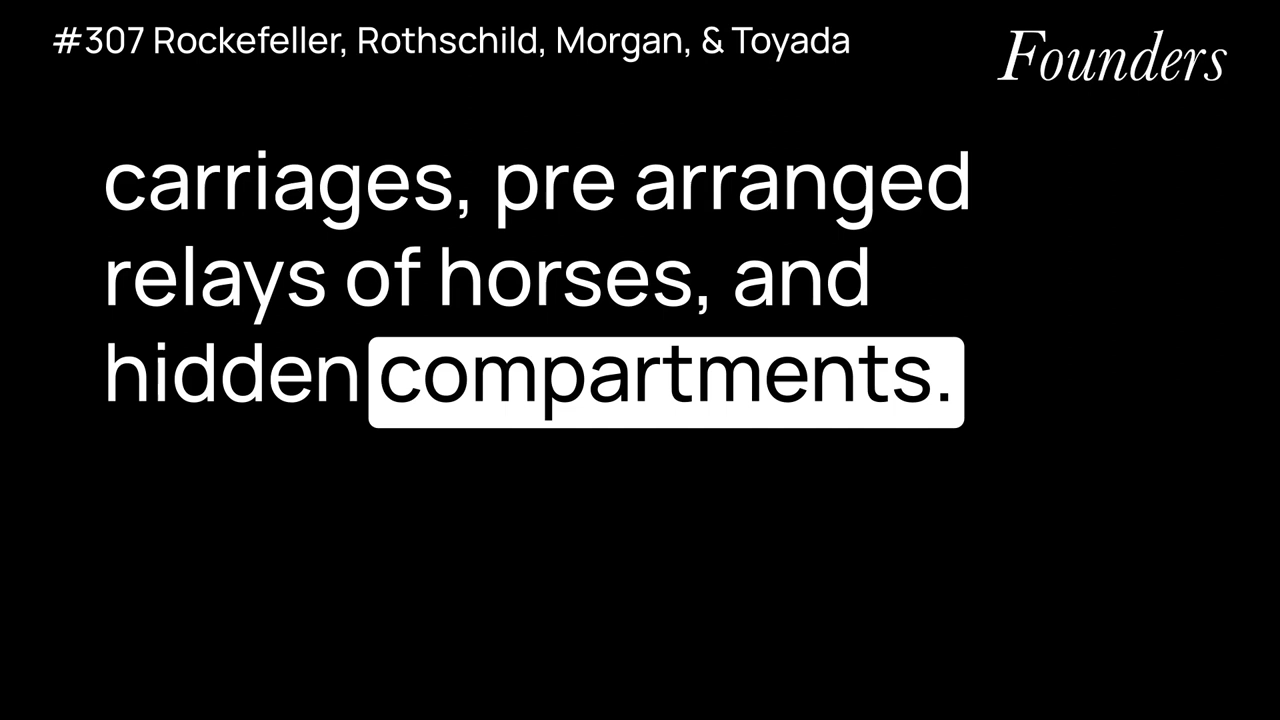 #307 Rockefeller, Rothschild, Morgan, & Toyada
Founders
carriages, pre arranged
relays of horses, and
hidden compartments.